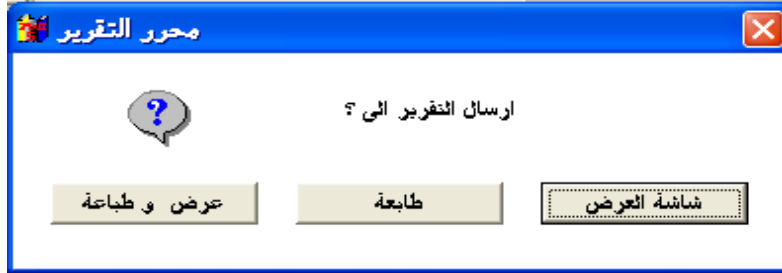 محرر التقرير
ارسال التقرير الى ؟
شاشة العرض
طابعة
عرض و طباعة